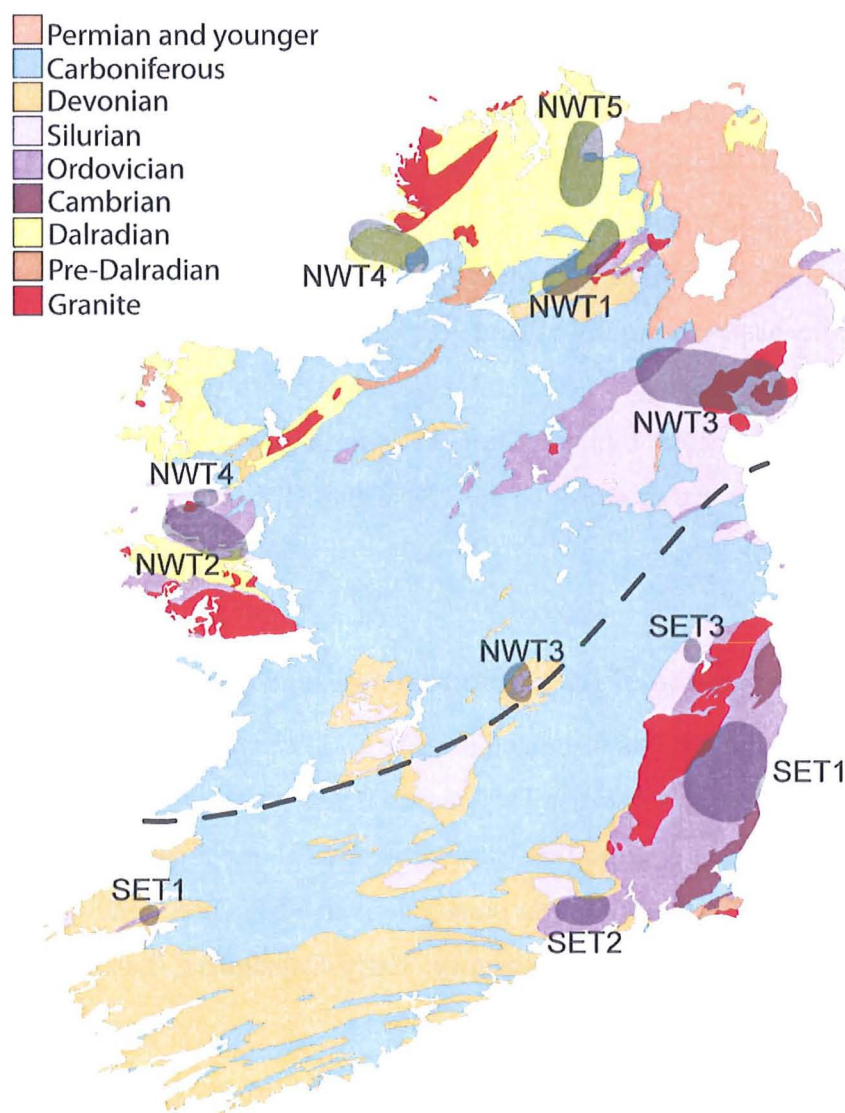 Permian and younger
Carboniferous
Devonian
Silurian
Ordovician
Cambrian
Dalradian
Pre-Dalradian
Granite
NWT5
NWT4
NWT1
NWT3
NWT4
NWT2
SET3
NWT3
SET1
SET1
SET2